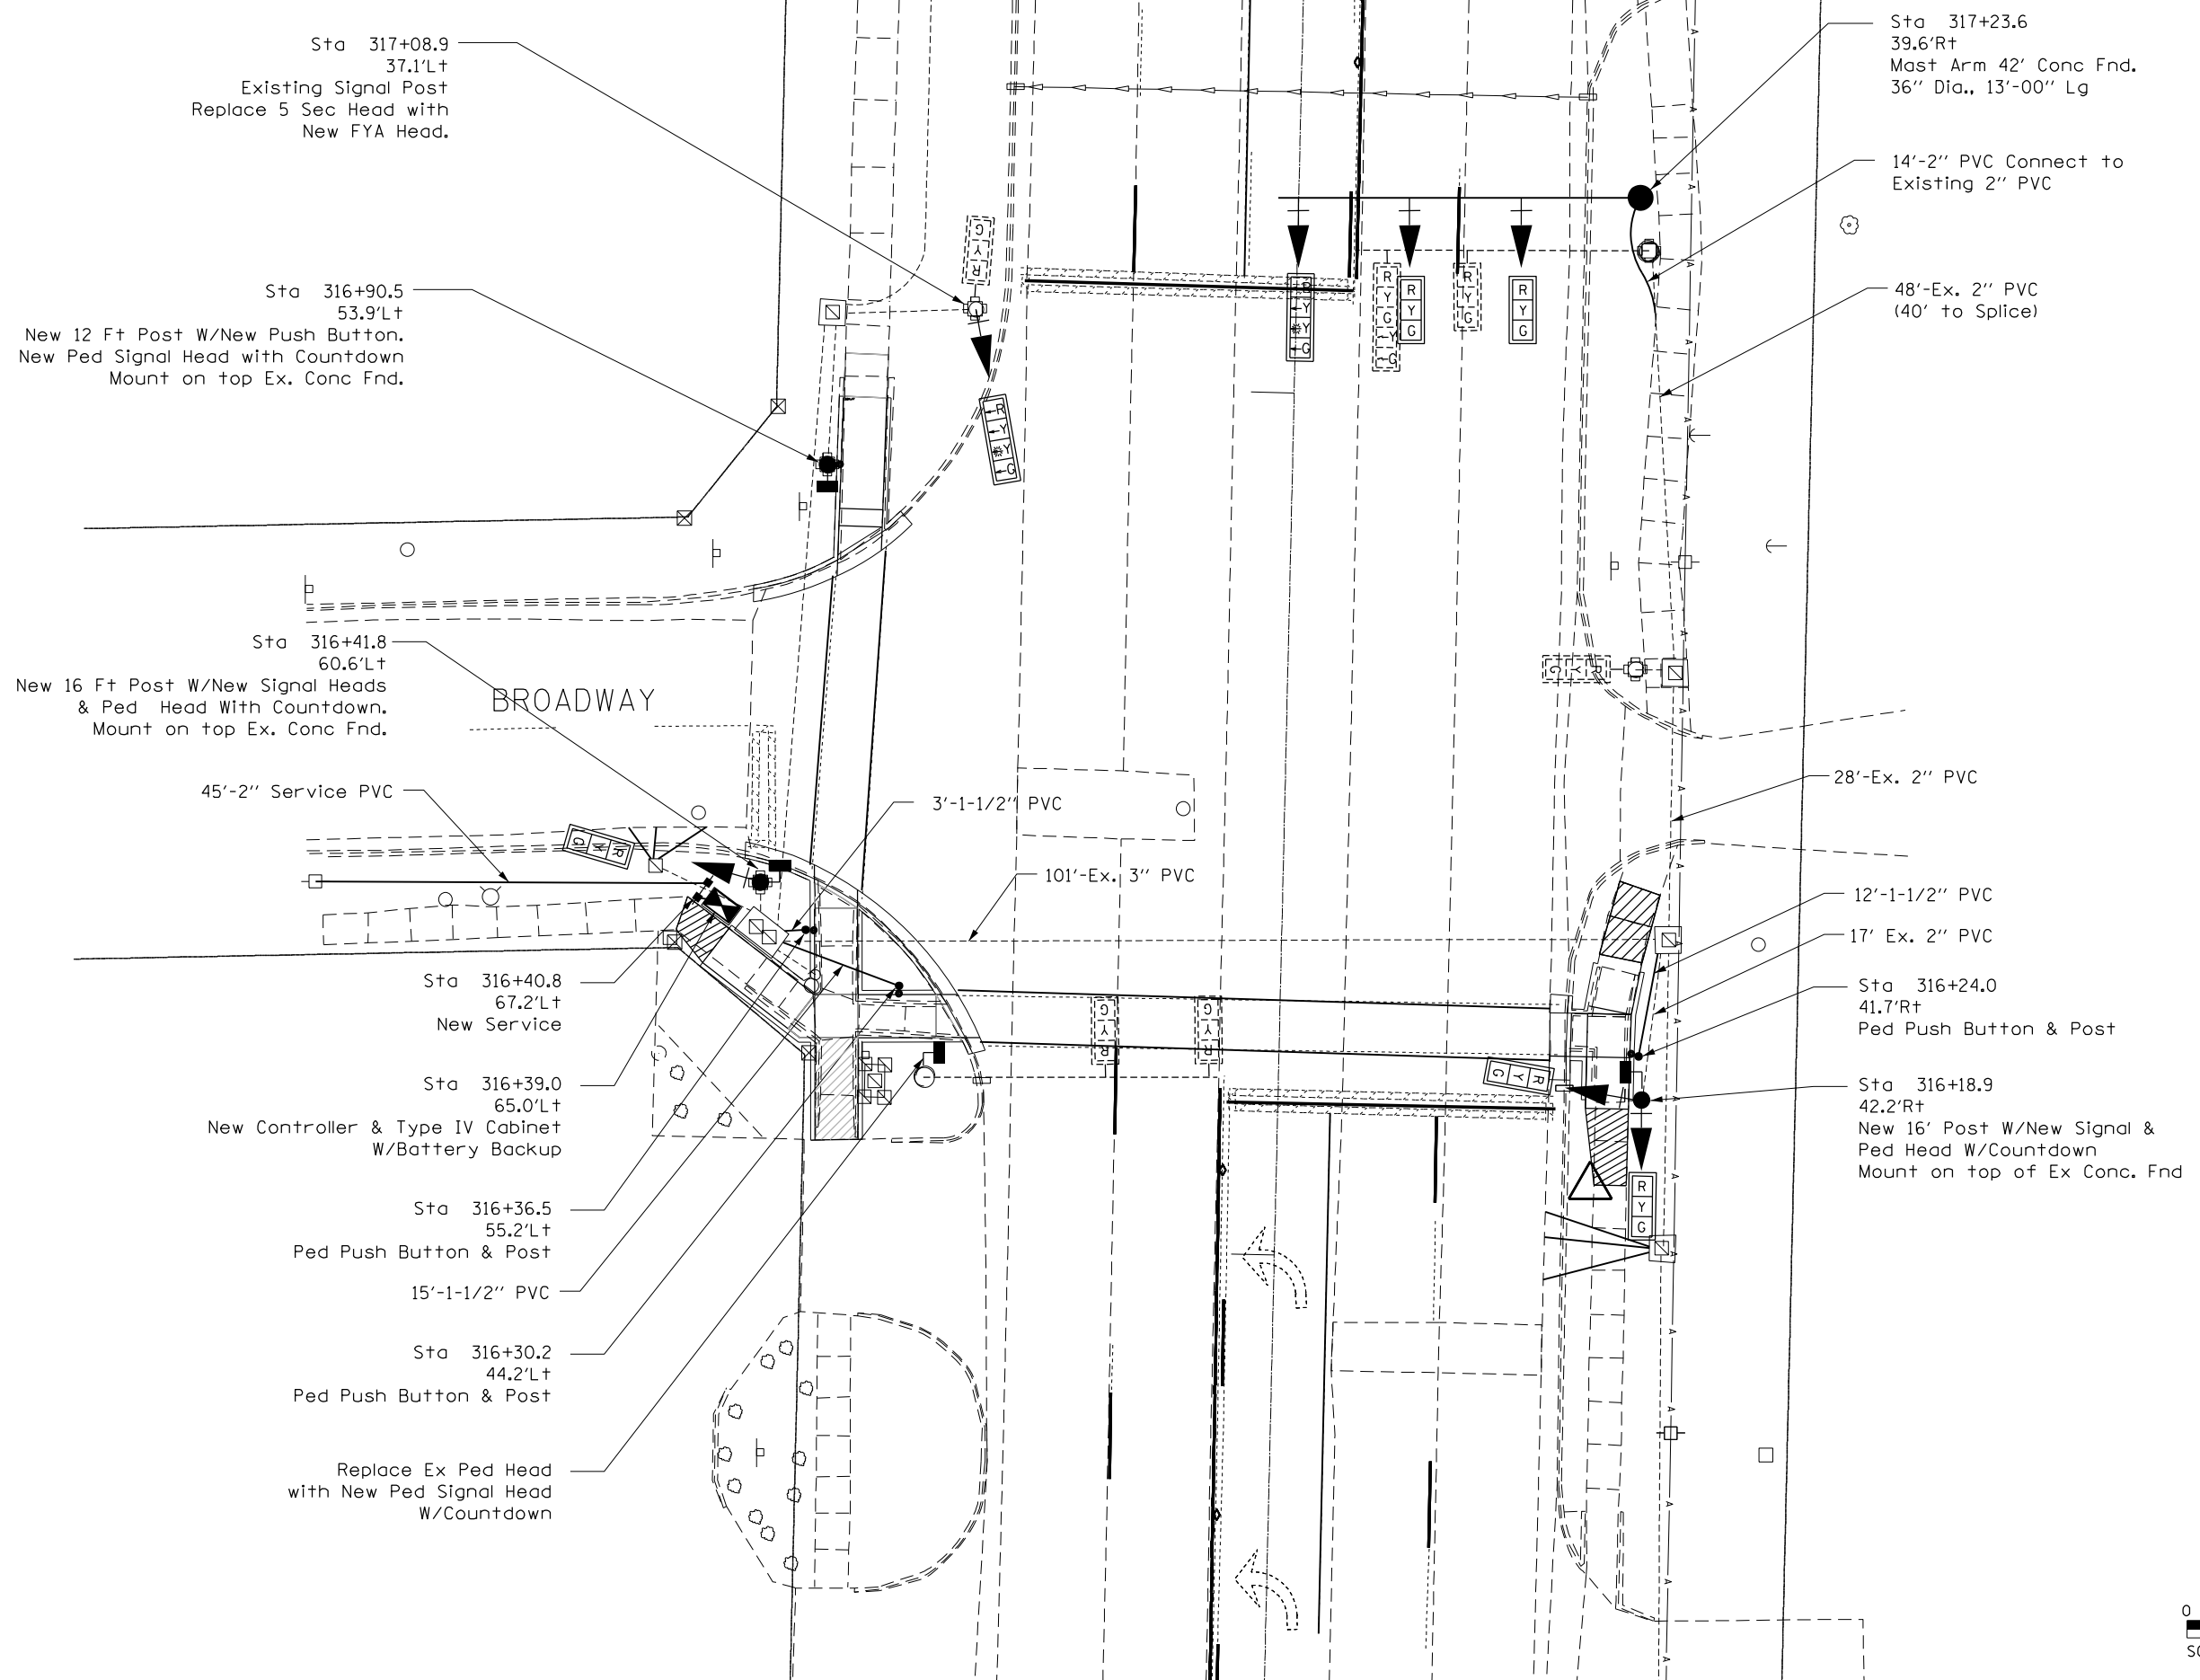 Sta 317+08.9
37.1'Lt
Existing Signal Post
Replace 5 Sec Head with
New FYA Head.
Sta 316+90.5
53.9'Lt
New 12 Ft Post W/New Push Button.
New Ped Signal Head with Countdown
Mount on top Ex. Conc Fnd.
Sta 316+41.8
60.6'Lt
New 16 Ft Post W/New Signal Heads
& Ped Head With Countdown.
Mount on top Ex. Conc Fnd.
BROADWAY
45'-2" Service PVC
3'-1-1/2" PVC
101'-Ex. 3" PVC
Sta 316+40.8
67.2'Lt
New Service
Sta 316+39.0
65.0'Lt
New Controller & Type IV Cabinet
W/Battery Backup
Sta 316+36.5
55.2'Lt
Ped Push Button & Post
15'-1-1/2" PVC
Sta 316+30.2
44.2'Lt
Ped Push Button & Post
Replace Ex Ped Head
with New Ped Signal Head
W/Countdown
Sta 317+23.6
39.6'Rt
Mast Arm 42' Conc Fnd.
36" Dia., 13'-00" Lg
14'-2" PVC Connect to
Existing 2" PVC
48'-Ex. 2" PVC
(40' to Splice)
28'-Ex. 2" PVC
12'-1-1/2" PVC
17' Ex. 2" PVC
Sta 316+24.0
41.7'Rt
Ped Push Button & Post
Sta 316+18.9
42.2'Rt
New 16' Post W/New Signal &
Ped Head W/Countdown
Mount on top of Ex Conc. Fnd
R Y G
R Y Y G
R Y Y G
R Y G Y G
R Y G
R Y G
R Y G
R Y G
R Y G
R Y G
R Y G
R Y G
R Y G
0